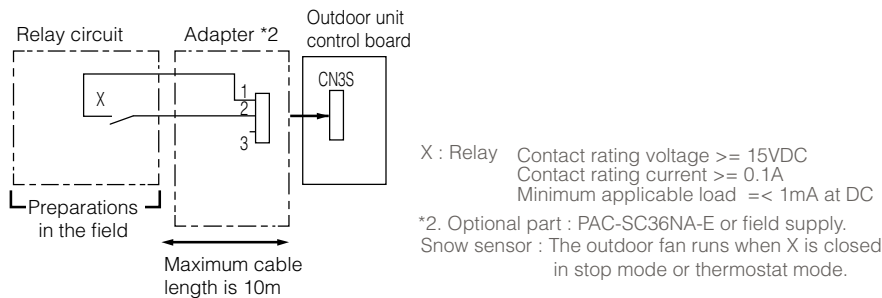 Relay circuit
Adapter *2
Outdoor unit
control board
X
1
2
3
CN3S
Preparations
in the field
Maximum cable
length is 10m
X : Relay Contact rating voltage >= 15VDC
Contact rating current >= 0.1A
Minimum applicable load =< 1mA at DC
*2. Optional part : PAC-SC36NA-E or field supply.
Snow sensor : The outdoor fan runs when X is closed
in stop mode or thermostat mode.